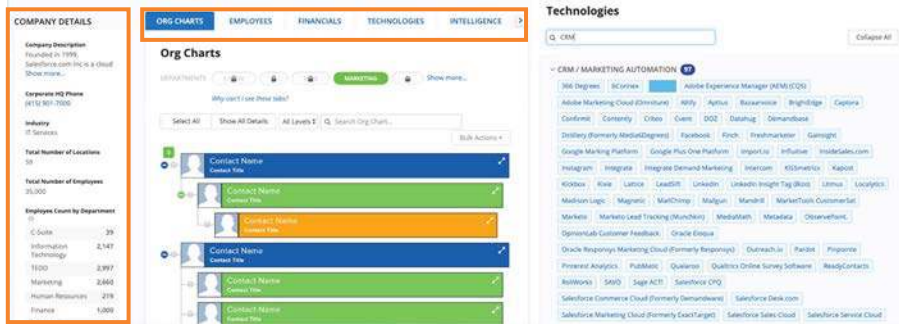 COMPANY DETAILS
Company Description
Founded in 1999,
Salesforce.com Inc is a cloud
Show more...
Corporate HQ Phone
(415) 901-7000
Industry
IT Services
Total Number of Locations
50
Total Number of Employees
35,000
Employee Count by Department
C-Suite 39
Information Technology 2,147
TEDD 2,997
Marketing 2,660
Human Resources 219
Finance 1,000
ORG CHARTS EMPLOYEES FINANCIALS TECHNOLOGIES INTELLIGENCE >
Org Charts
DEPARTMENTS MARKETING Show more...
Why can't I see these tabs?
Select All Show All Details All Levels Search Org Chart...
Bulk Actions
Contact Name
Contact Title
Contact Name
Contact Title
Contact Name
Contact Title
Contact Name
Contact Title
Contact Name
Contact Title
Contact Name
Contact Title
Technologies
CRM Collapse All
CRM / MARKETING AUTOMATION 97
366 Degrees 6Connex Adobe Experience Manager (AEM) (CQ5)
Adobe Marketing Cloud (Omniture) Allify Aptius Bazaarvoice BrightEdge Captora
Confirmit Contently Criteo Cvent DOZ Datahug Demandbase
Distillery (Formerly Media6Degrees) Facebook Finch Freshmarketer Gainsight
Google Marking Platform Google Plus One Platform Import.io Influitive InsideSales.com
Instagram Integrate Integrate Demand Marketing Intercom KISSmetrics Kapost
Kickbox Kixie Lattice LeadSift LinkedIn LinkedIn Insight Tag (Bizo) Litmus Localytics
Madison Logic Magnetic MailChimp Mailgun Mandrill MarketTools CustomerSat
Marketo Marketo Lead Tracking (Munchkin) MediaMath Metadata ObservePoint
OpinionLab Customer Feedback Oracle Eloqua
Oracle Responsys Marketing Cloud (Formerly Responsys) Outreach.io Pardot Pinpointe
Pinterest Analytics PubMatic Qualaroo Qualtrics Online Survey Software ReadyContacts
RollWorks SAVO Sage ACT! Salesforce CPQ
Salesforce Commerce Cloud (Formerly Demandware) Salesforce Desk.com
Salesforce Marketing Cloud (Formerly ExactTarget) Salesforce Sales Cloud Salesforce Service Cloud